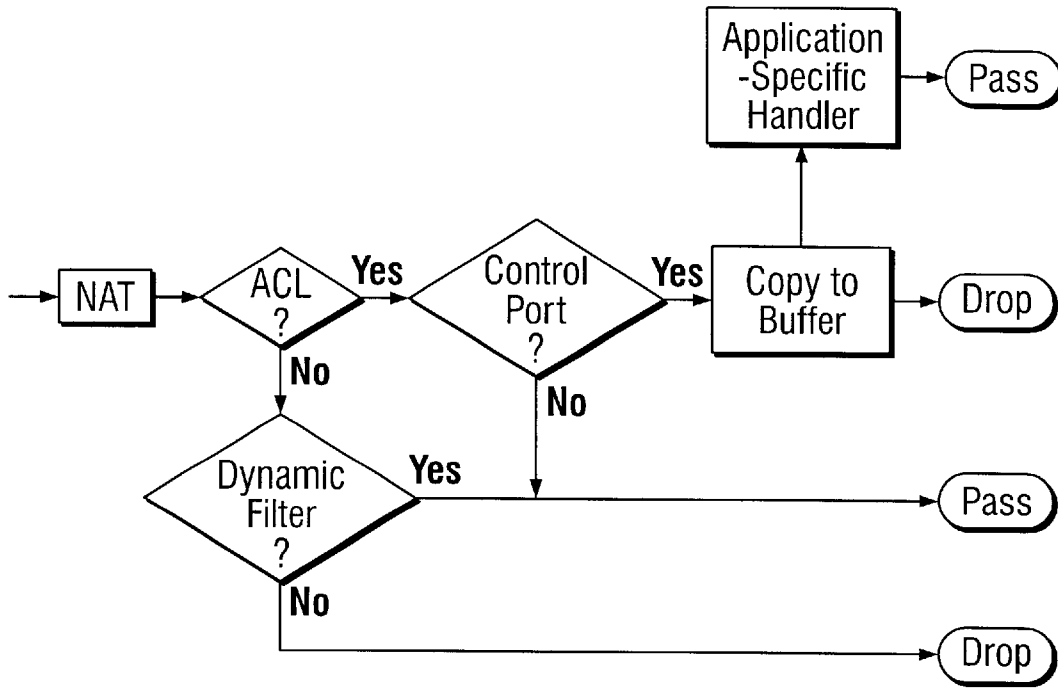 Application
-Specific
Handler
Pass
NAT
ACL
?
Yes
No
Control
Port
?
Yes
No
Copy to
Buffer
Drop
Dynamic
Filter
?
Yes
No
Pass
Drop